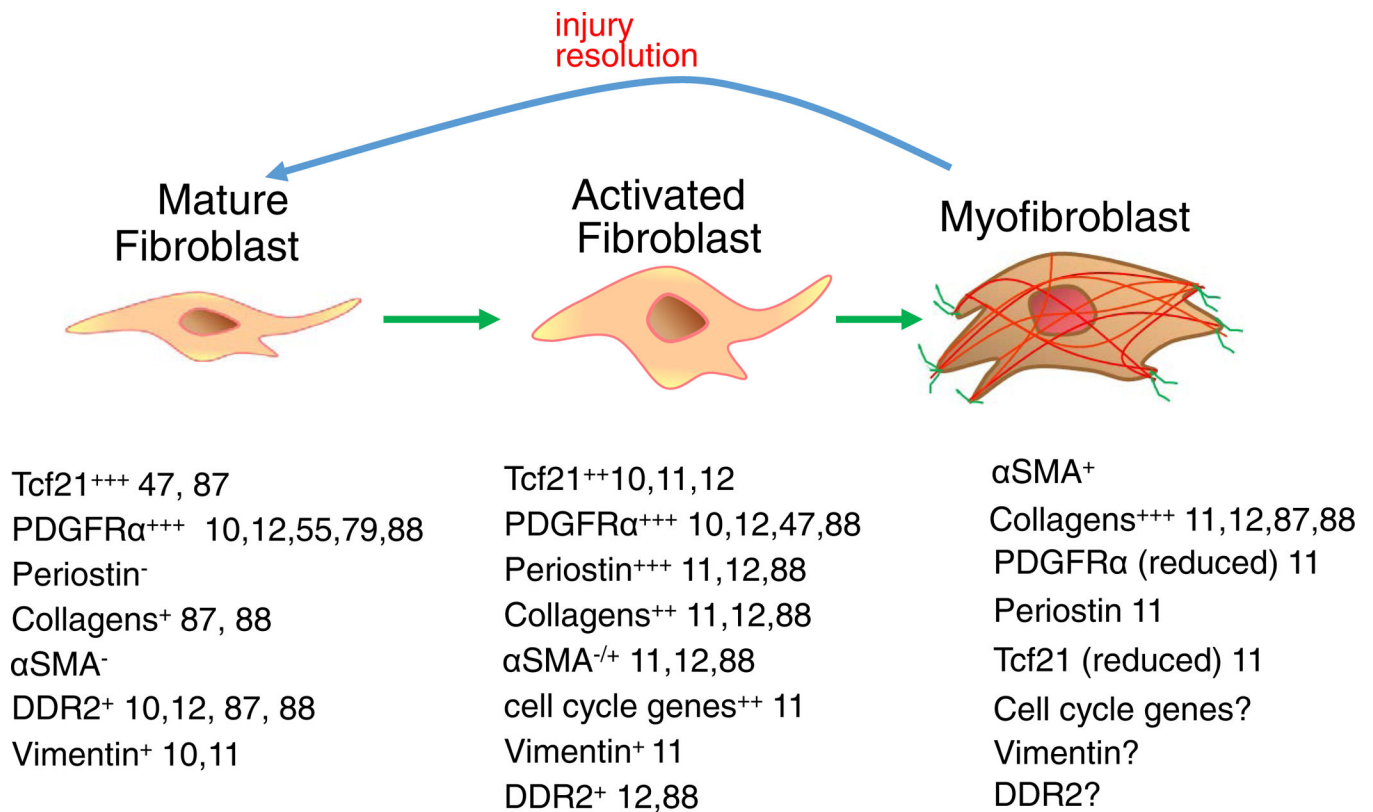 injury
resolution
Mature
Fibroblast
Activated
Fibroblast
Myofibroblast
Tcf21⁺⁺⁺ 47, 87
PDGFRα⁺⁺⁺ 10,12,55,79,88
Periostin⁻
Collagens⁺ 87, 88
αSMA⁻
DDR2⁺ 10,12, 87, 88
Vimentin⁺ 10,11
Tcf21⁺⁺10,11,12
PDGFRα⁺⁺⁺ 10,12,47,88
Periostin⁺⁺⁺ 11,12,88
Collagens⁺⁺ 11,12,88
αSMA⁻/⁺ 11,12,88
cell cycle genes⁺⁺ 11
Vimentin⁺ 11
DDR2⁺ 12,88
αSMA⁺
Collagens⁺⁺⁺ 11,12,87,88
PDGFRα (reduced) 11
Periostin 11
Tcf21 (reduced) 11
Cell cycle genes?
Vimentin?
DDR2?